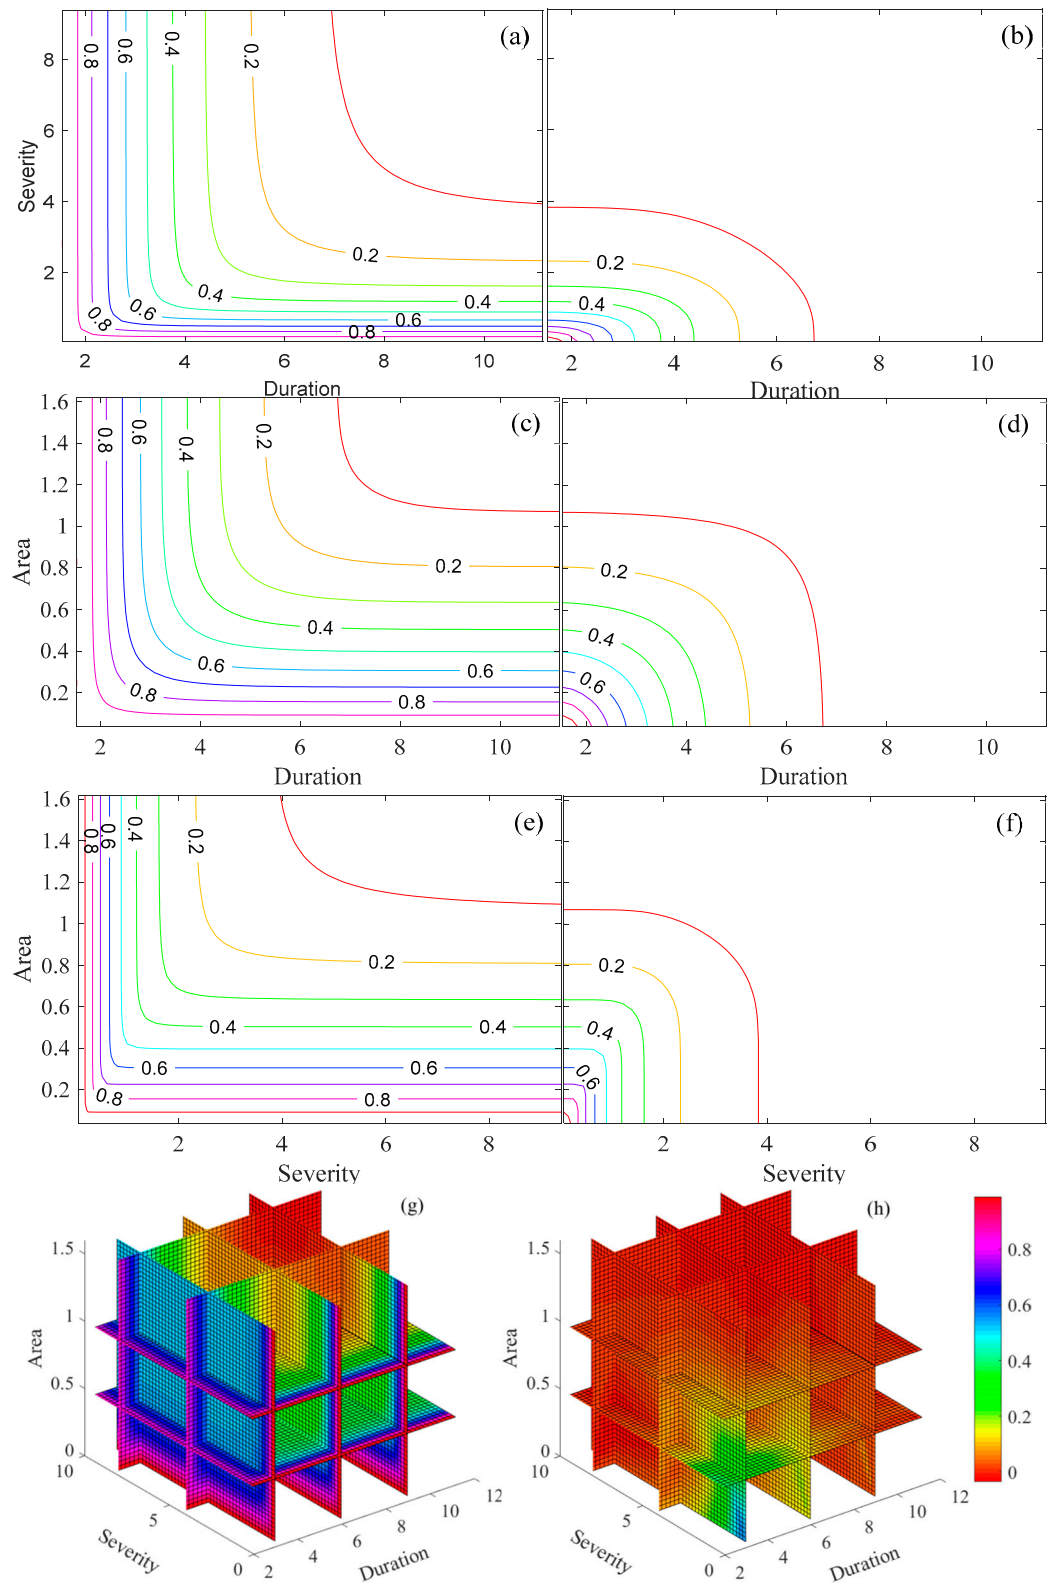 (a) (b)
0.8 0.6 0.4 0.2
8
6
Severity
4
0.2 0.2
2
0.4 0.4 0.4
0.8 0.6 0.6
0.8
2 4 6 8 10 2 4 6 8 10
Duration Duration
1.6 (c) (d)
0.8 0.6 0.4 0.2
1.4
1.2
1
Area
0.8 0.2 0.2
0.6
0.4 0.4
0.4
0.6 0.6 0.6
0.2 0.8 0.8
2 4 6 8 10 2 4 6 8 10
Duration Duration
1.6 (e) (f)
0.8 0.6 0.4 0.2
1.4
1.2
1
Area
0.8 0.2 0.2
0.6
0.4 0.4 0.4
0.4
0.6 0.6 0.6
0.2 0.8 0.8
2 4 6 8 2 4 6 8
Severity Severity
(g) (h)
1.5 1.5
0.8
1 1
Area Area
0.6
0.5 0.5
0.4
0.2
0 0
0
10 10
5 5
Severity Severity
0 0
2 4 6 8 10 12 2 4 6 8 10 12
Duration Duration